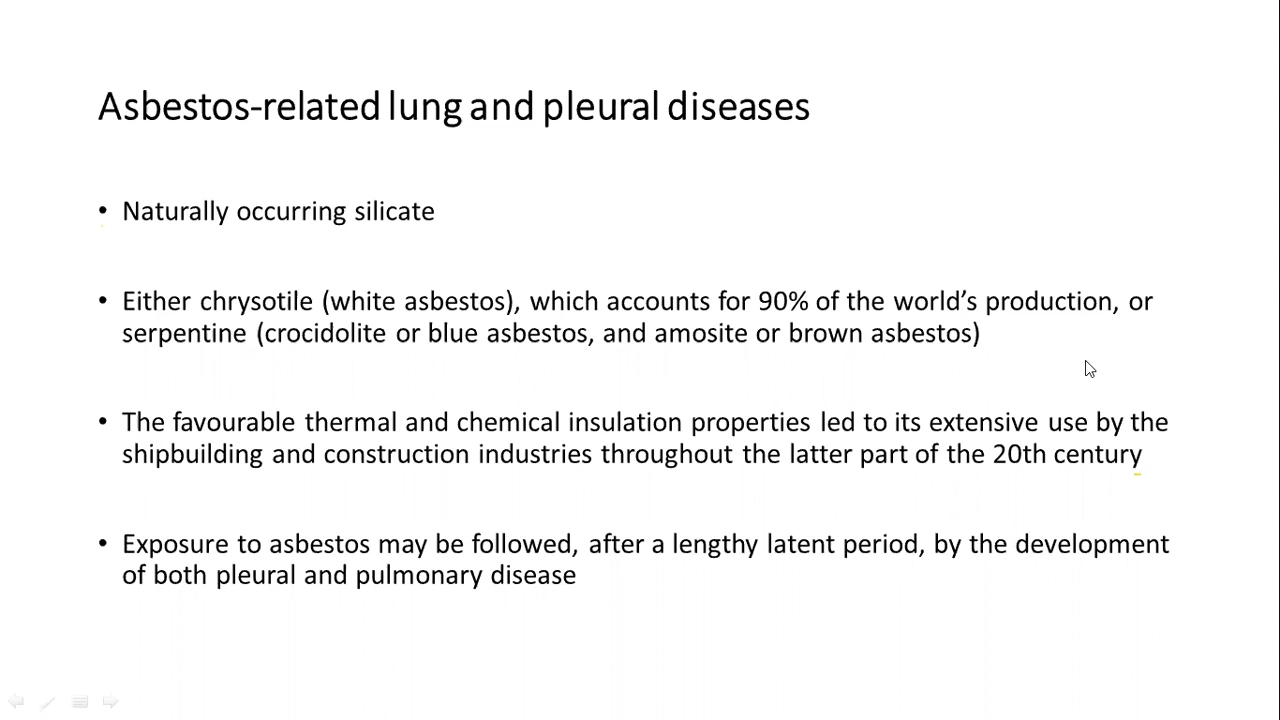 Asbestos-related lung and pleural diseases
• Naturally occurring silicate
• Either chrysotile (white asbestos), which accounts for 90% of the world’s production, or
serpentine (crocidolite or blue asbestos, and amosite or brown asbestos)
• The favourable thermal and chemical insulation properties led to its extensive use by the
shipbuilding and construction industries throughout the latter part of the 20th century
• Exposure to asbestos may be followed, after a lengthy latent period, by the development
of both pleural and pulmonary disease